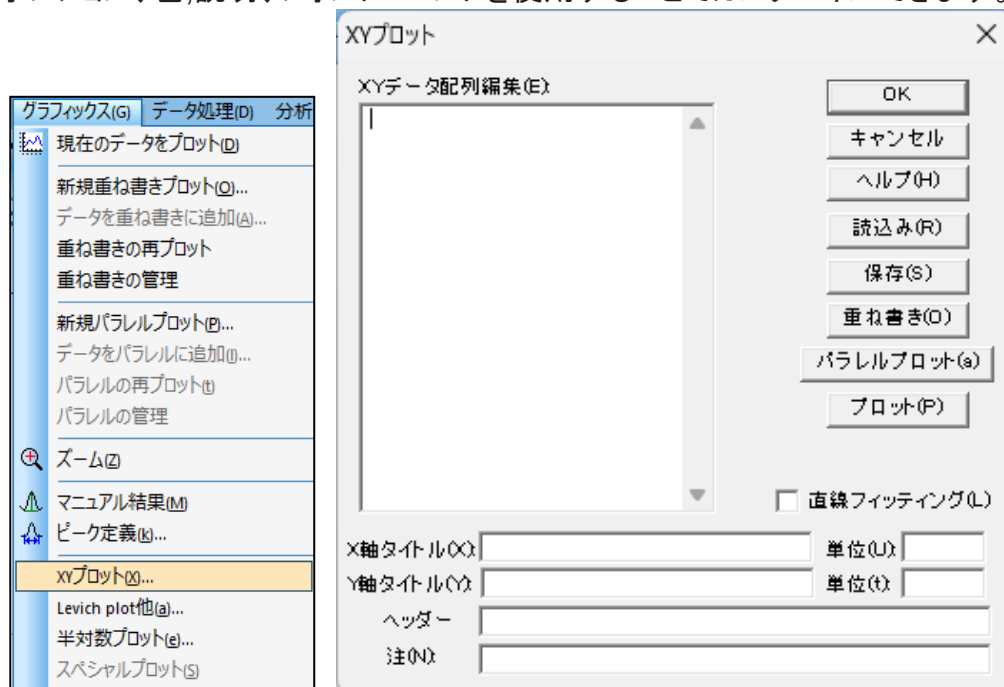 XYプロット
XYデータ配列編集(E):
OK
キャンセル
ヘルプ(H)
読込み(R)
保存(S)
重ね書き(O)
パラレルプロット(a)
プロット(P)
直線フィッティング(L)
X軸タイトル(X):
単位(U):
Y軸タイトル(Y):
単位(t):
ヘッダー
注(N):
グラフィックス(G) データ処理(D) 分析
現在のデータをプロット(D)
新規重ね書きプロット(O)...
データを重ね書きに追加(A)...
重ね書きの再プロット
重ね書きの管理
新規パラレルプロット(P)...
データをパラレルに追加(I)...
パラレルの再プロット(t)
パラレルの管理
ズーム(Z)
マニュアル結果(M)
ピーク定義(k)...
XYプロット(X)...
Levich plot他(a)...
半対数プロット(e)...
スペシャルプロット(S)